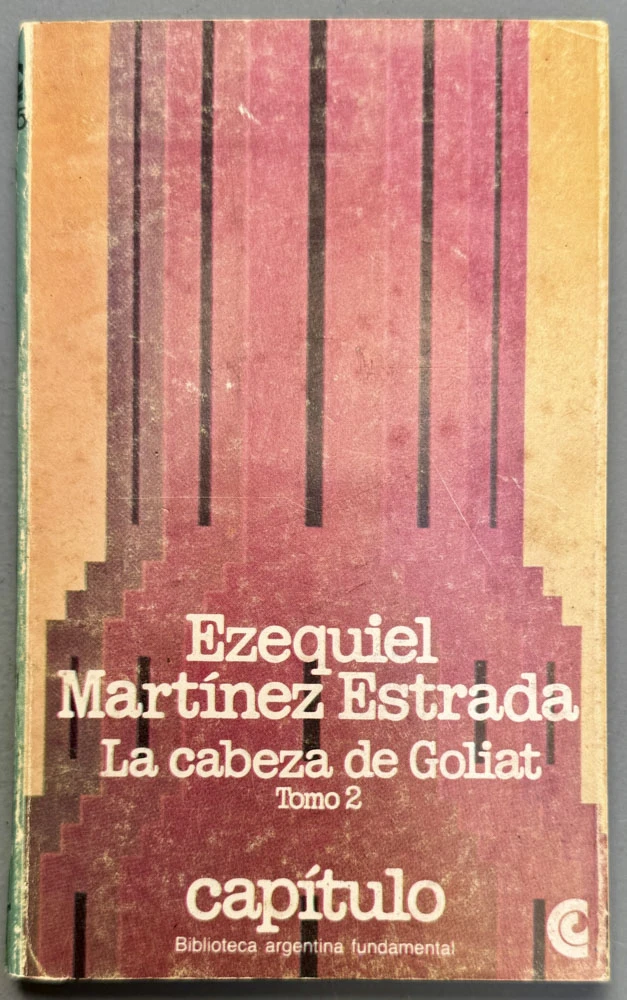 Ezequiel
Martínez Estrada
La cabeza de Goliat
Tomo 2
capítulo
Biblioteca argentina fundamental